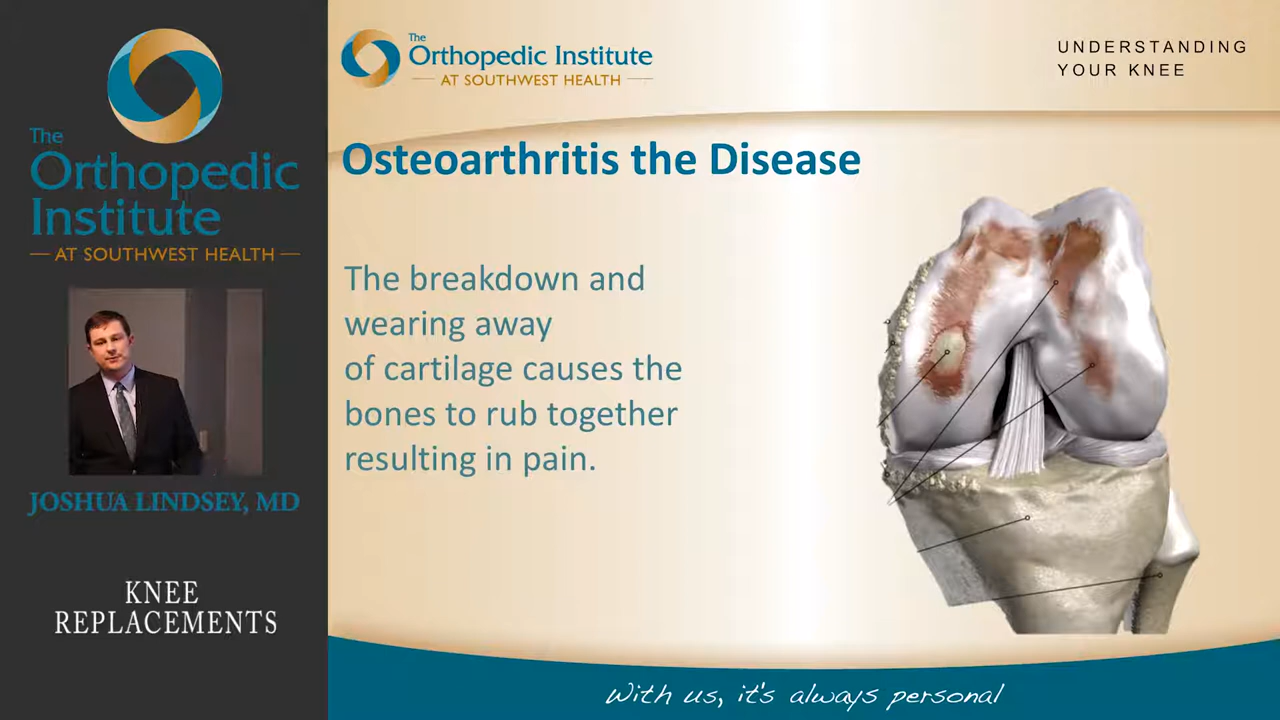 The
Orthopedic
Institute
AT SOUTHWEST HEALTH
JOSHUA LINDSEY, MD
KNEE
REPLACEMENTS
The
Orthopedic Institute
AT SOUTHWEST HEALTH
UNDERSTANDING
YOUR KNEE
Osteoarthritis the Disease
The breakdown and
wearing away
of cartilage causes the
bones to rub together
resulting in pain.
With us, it's always personal